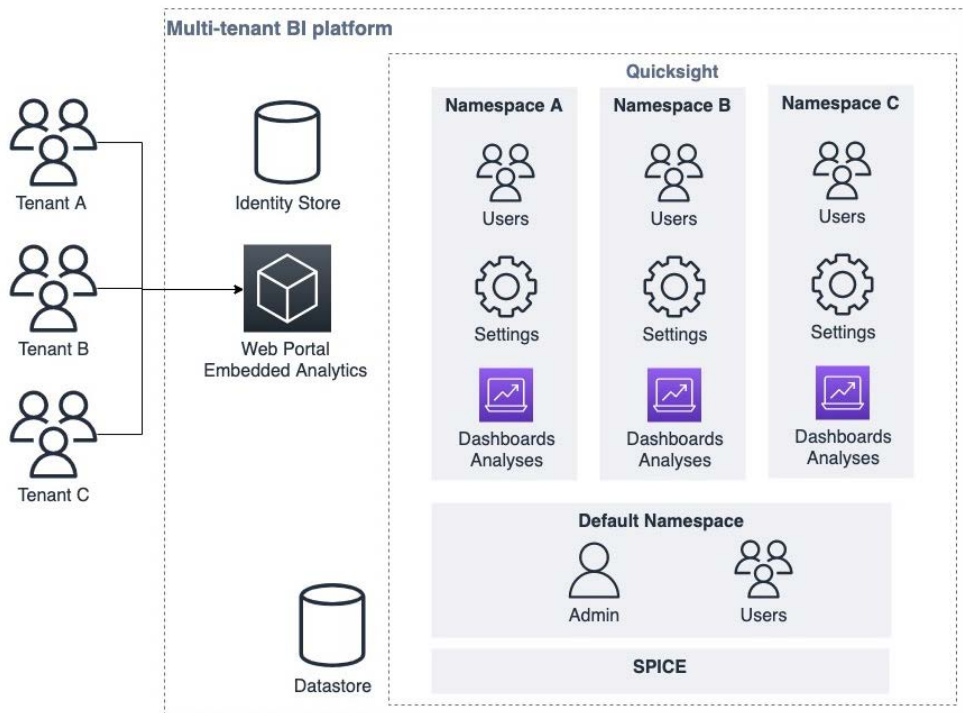 Multi-tenant BI platform
Tenant A
Tenant B
Tenant C
Identity Store
Web Portal
Embedded Analytics
Datastore
Quicksight
Namespace A
Users
Settings
Dashboards
Analyses
Namespace B
Users
Settings
Dashboards
Analyses
Namespace C
Users
Settings
Dashboards
Analyses
Default Namespace
Admin
Users
SPICE